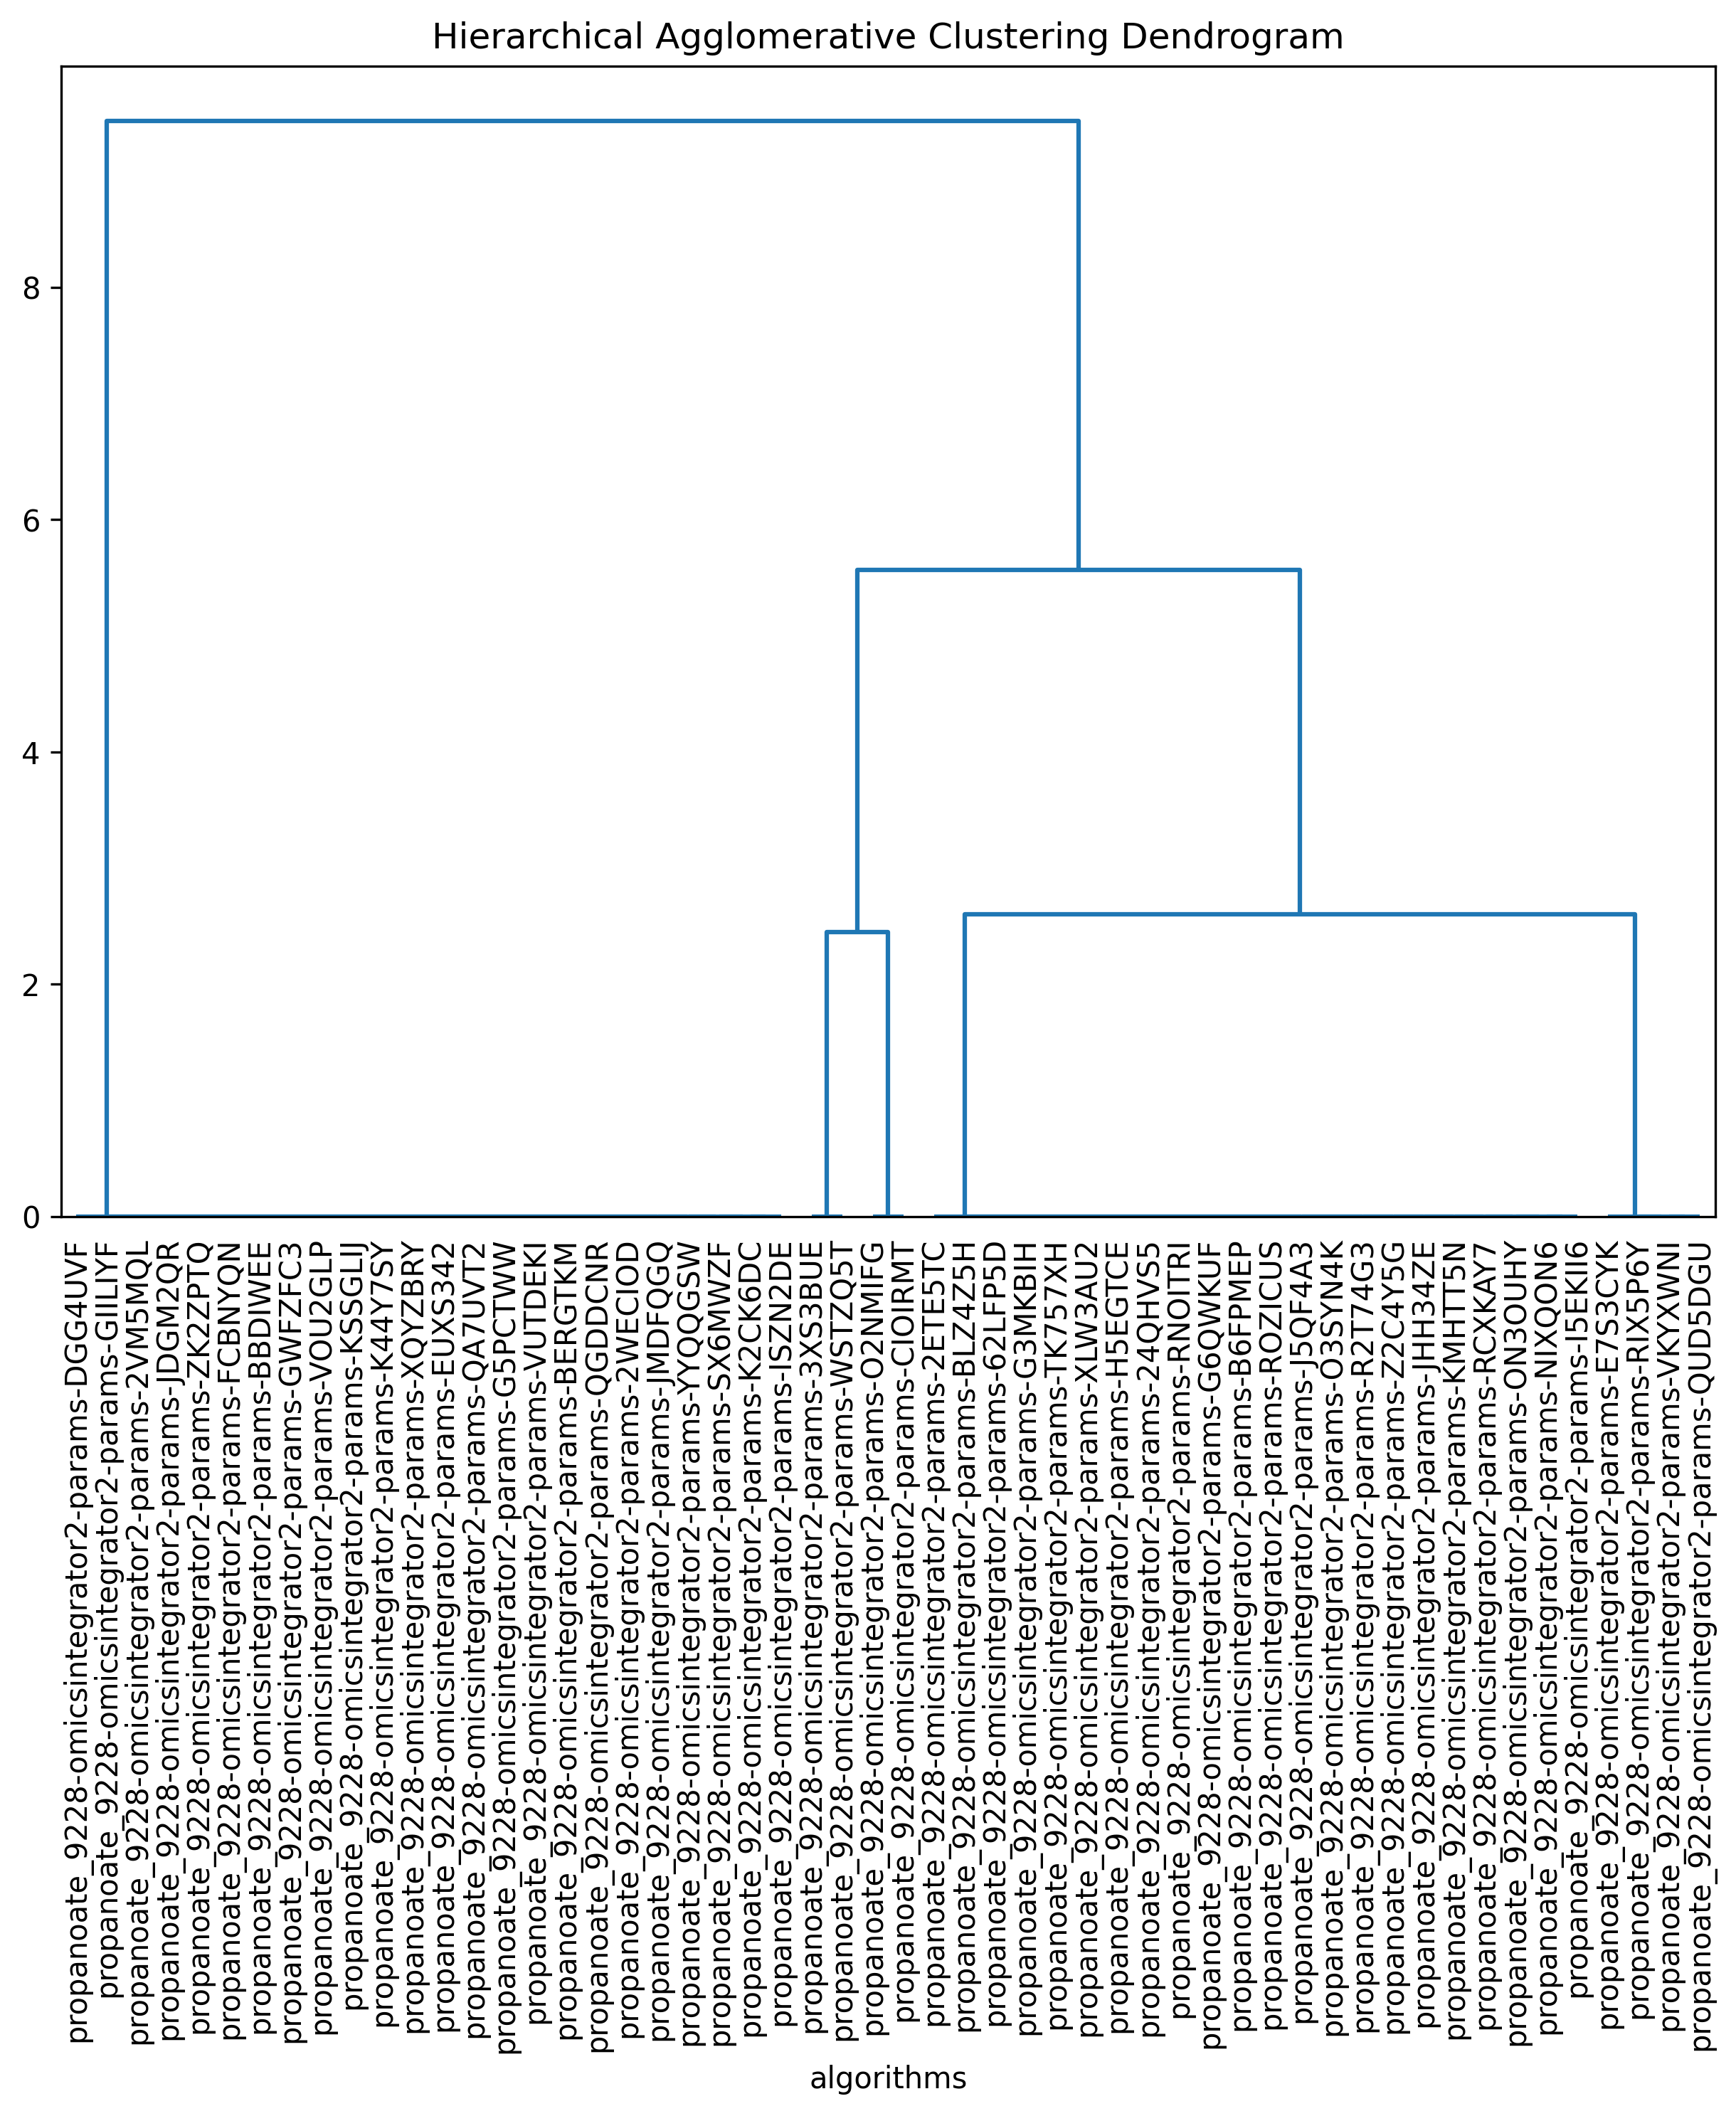 Hierarchical Agglomerative Clustering Dendrogram
8
6
4
2
0
propanoate_9228-omicsintegrator2-params-DGG4UVF
propanoate_9228-omicsintegrator2-params-GIILIYF
propanoate_9228-omicsintegrator2-params-2VM5MQL
propanoate_9228-omicsintegrator2-params-JDGM2QR
propanoate_9228-omicsintegrator2-params-ZK2ZPTQ
propanoate_9228-omicsintegrator2-params-FCBNYQN
propanoate_9228-omicsintegrator2-params-BBDIWEE
propanoate_9228-omicsintegrator2-params-GWFZFC3
propanoate_9228-omicsintegrator2-params-VOU2GLP
propanoate_9228-omicsintegrator2-params-KSSGLIJ
propanoate_9228-omicsintegrator2-params-K44Y7SY
propanoate_9228-omicsintegrator2-params-XQYZBRY
propanoate_9228-omicsintegrator2-params-EUXS342
propanoate_9228-omicsintegrator2-params-QA7UVT2
propanoate_9228-omicsintegrator2-params-G5PCTWW
propanoate_9228-omicsintegrator2-params-VUTDEKI
propanoate_9228-omicsintegrator2-params-BERGTKM
propanoate_9228-omicsintegrator2-params-QGDDCNR
propanoate_9228-omicsintegrator2-params-2WECIOD
propanoate_9228-omicsintegrator2-params-JMDFQGQ
propanoate_9228-omicsintegrator2-params-YYQQGSW
propanoate_9228-omicsintegrator2-params-SX6MWZF
propanoate_9228-omicsintegrator2-params-K2CK6DC
propanoate_9228-omicsintegrator2-params-ISZN2DE
propanoate_9228-omicsintegrator2-params-3XS3BUE
propanoate_9228-omicsintegrator2-params-WSTZQ5T
propanoate_9228-omicsintegrator2-params-O2NMIFG
propanoate_9228-omicsintegrator2-params-CIOIRMT
propanoate_9228-omicsintegrator2-params-2ETE5TC
propanoate_9228-omicsintegrator2-params-BLZ4Z5H
propanoate_9228-omicsintegrator2-params-62LFP5D
propanoate_9228-omicsintegrator2-params-G3MKBIH
propanoate_9228-omicsintegrator2-params-TK757XH
propanoate_9228-omicsintegrator2-params-XLW3AU2
propanoate_9228-omicsintegrator2-params-H5EGTCE
propanoate_9228-omicsintegrator2-params-24QHVS5
propanoate_9228-omicsintegrator2-params-RNOITRI
propanoate_9228-omicsintegrator2-params-G6QWKUF
propanoate_9228-omicsintegrator2-params-B6FPMEP
propanoate_9228-omicsintegrator2-params-ROZICUS
propanoate_9228-omicsintegrator2-params-J5QF4A3
propanoate_9228-omicsintegrator2-params-O3SYN4K
propanoate_9228-omicsintegrator2-params-R2T74G3
propanoate_9228-omicsintegrator2-params-Z2C4Y5G
propanoate_9228-omicsintegrator2-params-JHH34ZE
propanoate_9228-omicsintegrator2-params-KMHTT5N
propanoate_9228-omicsintegrator2-params-RCXKAY7
propanoate_9228-omicsintegrator2-params-ON3OUHY
propanoate_9228-omicsintegrator2-params-NIXQON6
propanoate_9228-omicsintegrator2-params-I5EKII6
propanoate_9228-omicsintegrator2-params-E7S3CYK
propanoate_9228-omicsintegrator2-params-RIX5P6Y
propanoate_9228-omicsintegrator2-params-VKYXWNI
propanoate_9228-omicsintegrator2-params-QUD5DGU
algorithms